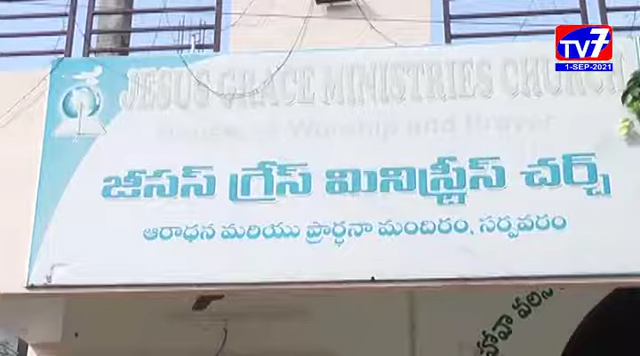 TV7
1-SEP-2021
JESUS GRACE MINISTRIES CHURCH
House of Worship and Prayer
జీసస్ గ్రేస్ మినిస్ట్రీస్ చర్చ్
ఆరాధన మరియు ప్రార్ధనా మందిరం, సర్పవరం